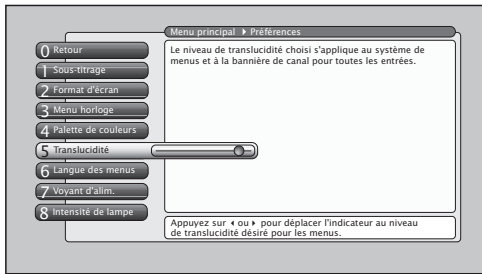 Menu principal ▸ Préférences
0 Retour
1 Sous-titrage
2 Format d'écran
3 Menu horloge
4 Palette de couleurs
5 Translucidité
6 Langue des menus
7 Voyant d'alim.
8 Intensité de lampe
Le niveau de translucidité choisi s'applique au système de
menus et à la bannière de canal pour toutes les entrées.
Appuyez sur ◂ ou ▸ pour déplacer l'indicateur au niveau
de translucidité désiré pour les menus.